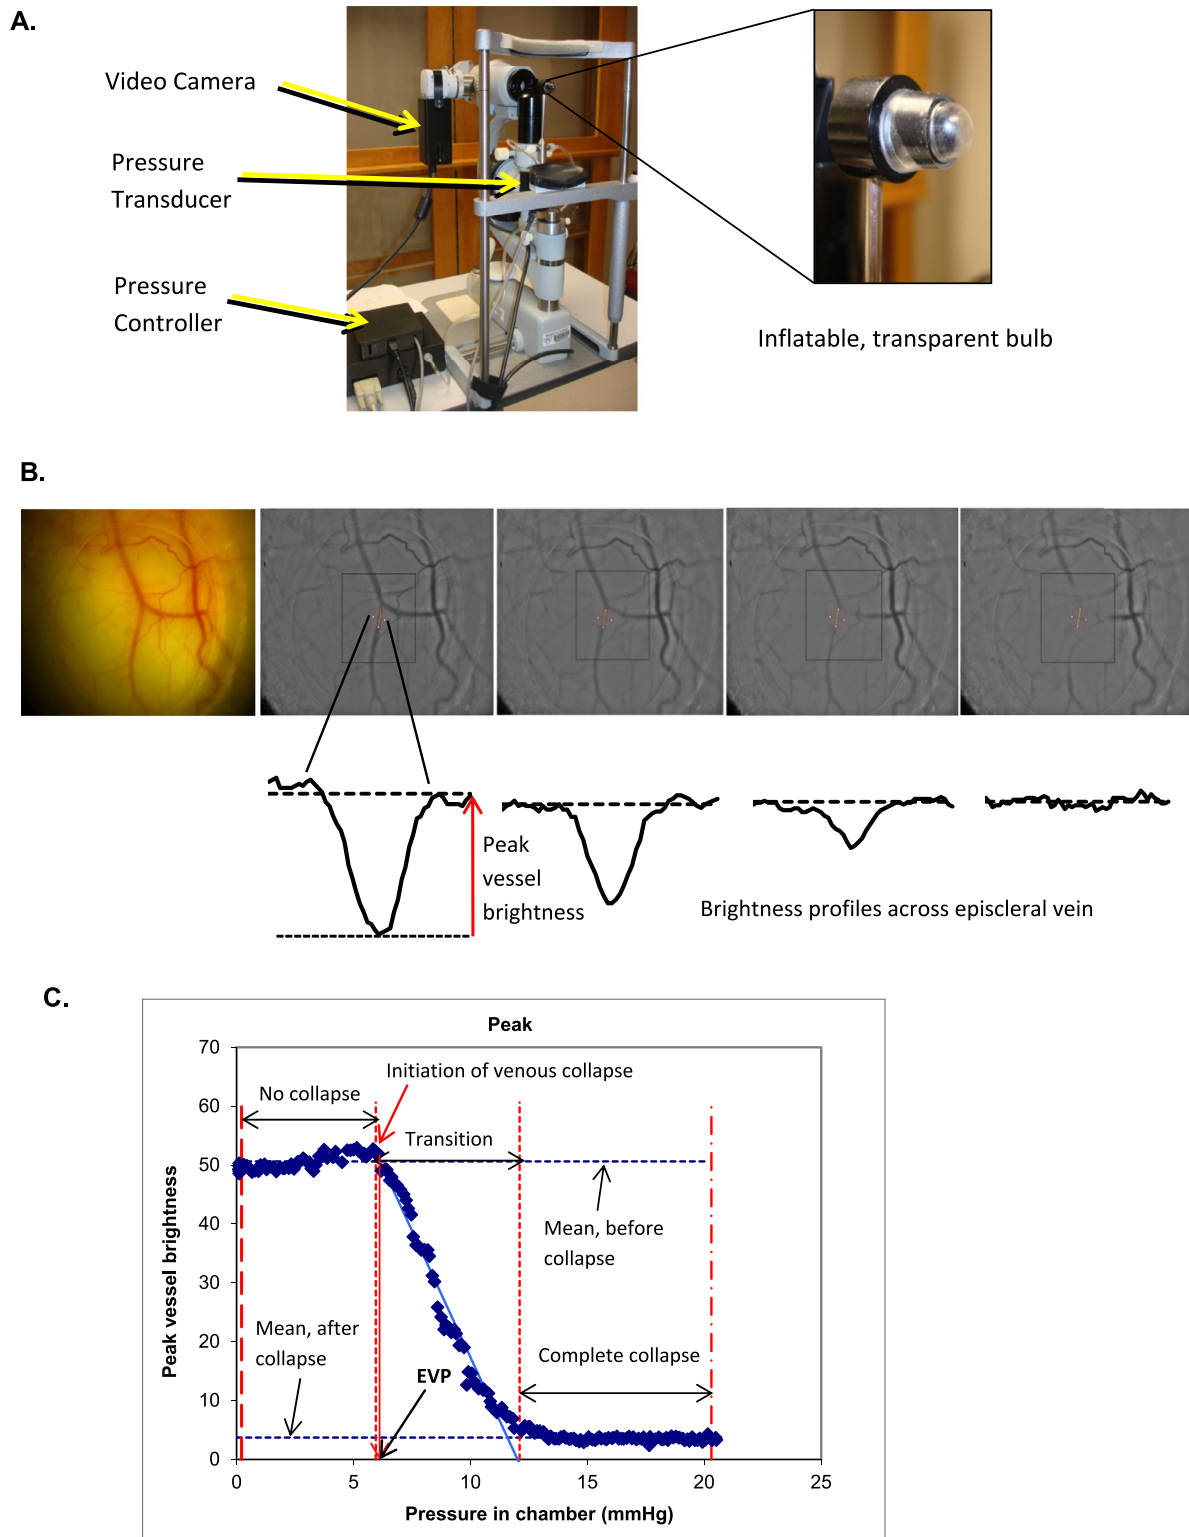 A.
Video Camera
Pressure
Transducer
Pressure
Controller
Inflatable, transparent bulb
B.
Peak
vessel
brightness
Brightness profiles across episcleral vein
C.
Peak
70
60
50
40
30
20
10
0
Peak vessel brightness
No collapse
Initiation of venous collapse
Transition
Mean, before
collapse
Mean, after
collapse
EVP
Complete collapse
0 5 10 15 20 25
Pressure in chamber (mmHg)